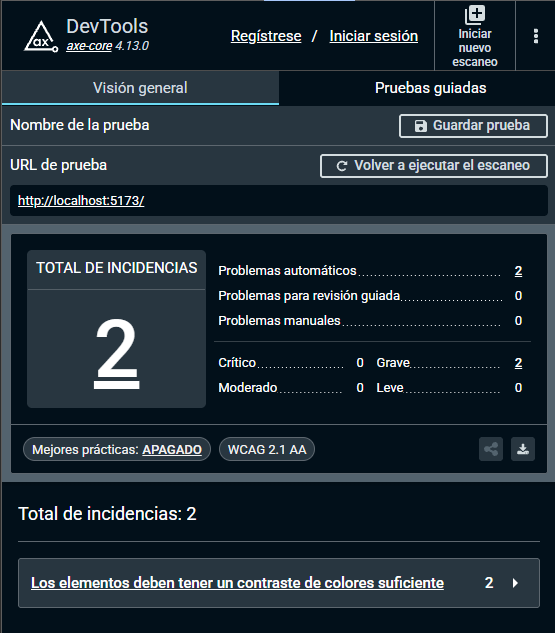 DevTools
axe-core 4.13.0
Regístrese / Iniciar sesión
Iniciar
nuevo
escaneo
ax
Visión general
Pruebas guiadas
Nombre de la prueba
Guardar prueba
URL de prueba
Volver a ejecutar el escaneo
http://localhost:5173/
TOTAL DE INCIDENCIAS
2
Problemas automáticos 2
Problemas para revisión guiada 0
Problemas manuales 0
Crítico 0 Grave 2
Moderado 0 Leve 0
Mejores prácticas: APAGADO
WCAG 2.1 AA
Total de incidencias: 2
Los elementos deben tener un contraste de colores suficiente 2